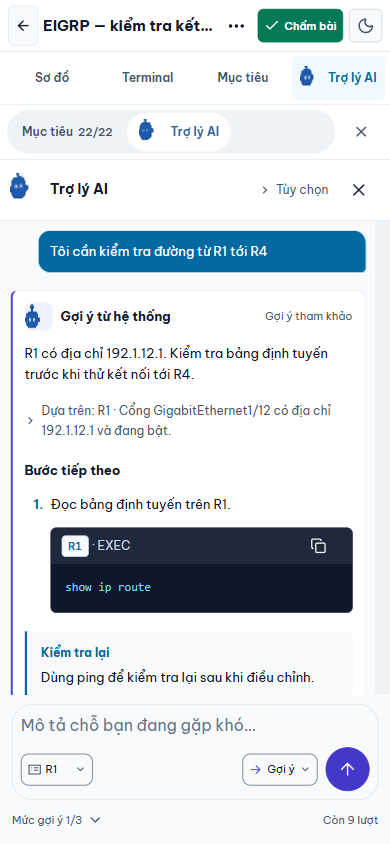 EIGRP — kiểm tra kết...
Chấm bài
Sơ đồ
Terminal
Mục tiêu
Trợ lý AI
Mục tiêu 22/22
Trợ lý AI
Trợ lý AI
Tùy chọn
Tôi cần kiểm tra đường từ R1 tới R4
Gợi ý từ hệ thống
Gợi ý tham khảo
R1 có địa chỉ 192.1.12.1. Kiểm tra bảng định tuyến
trước khi thử kết nối tới R4.
Dựa trên: R1 · Cổng GigabitEthernet1/12 có địa chỉ
192.1.12.1 và đang bật.
Bước tiếp theo
1. Đọc bảng định tuyến trên R1.
R1 · EXEC
show ip route
Kiểm tra lại
Dùng ping để kiểm tra lại sau khi điều chỉnh.
Mô tả chỗ bạn đang gặp khó...
R1
Gợi ý
Mức gợi ý 1/3
Còn 9 lượt